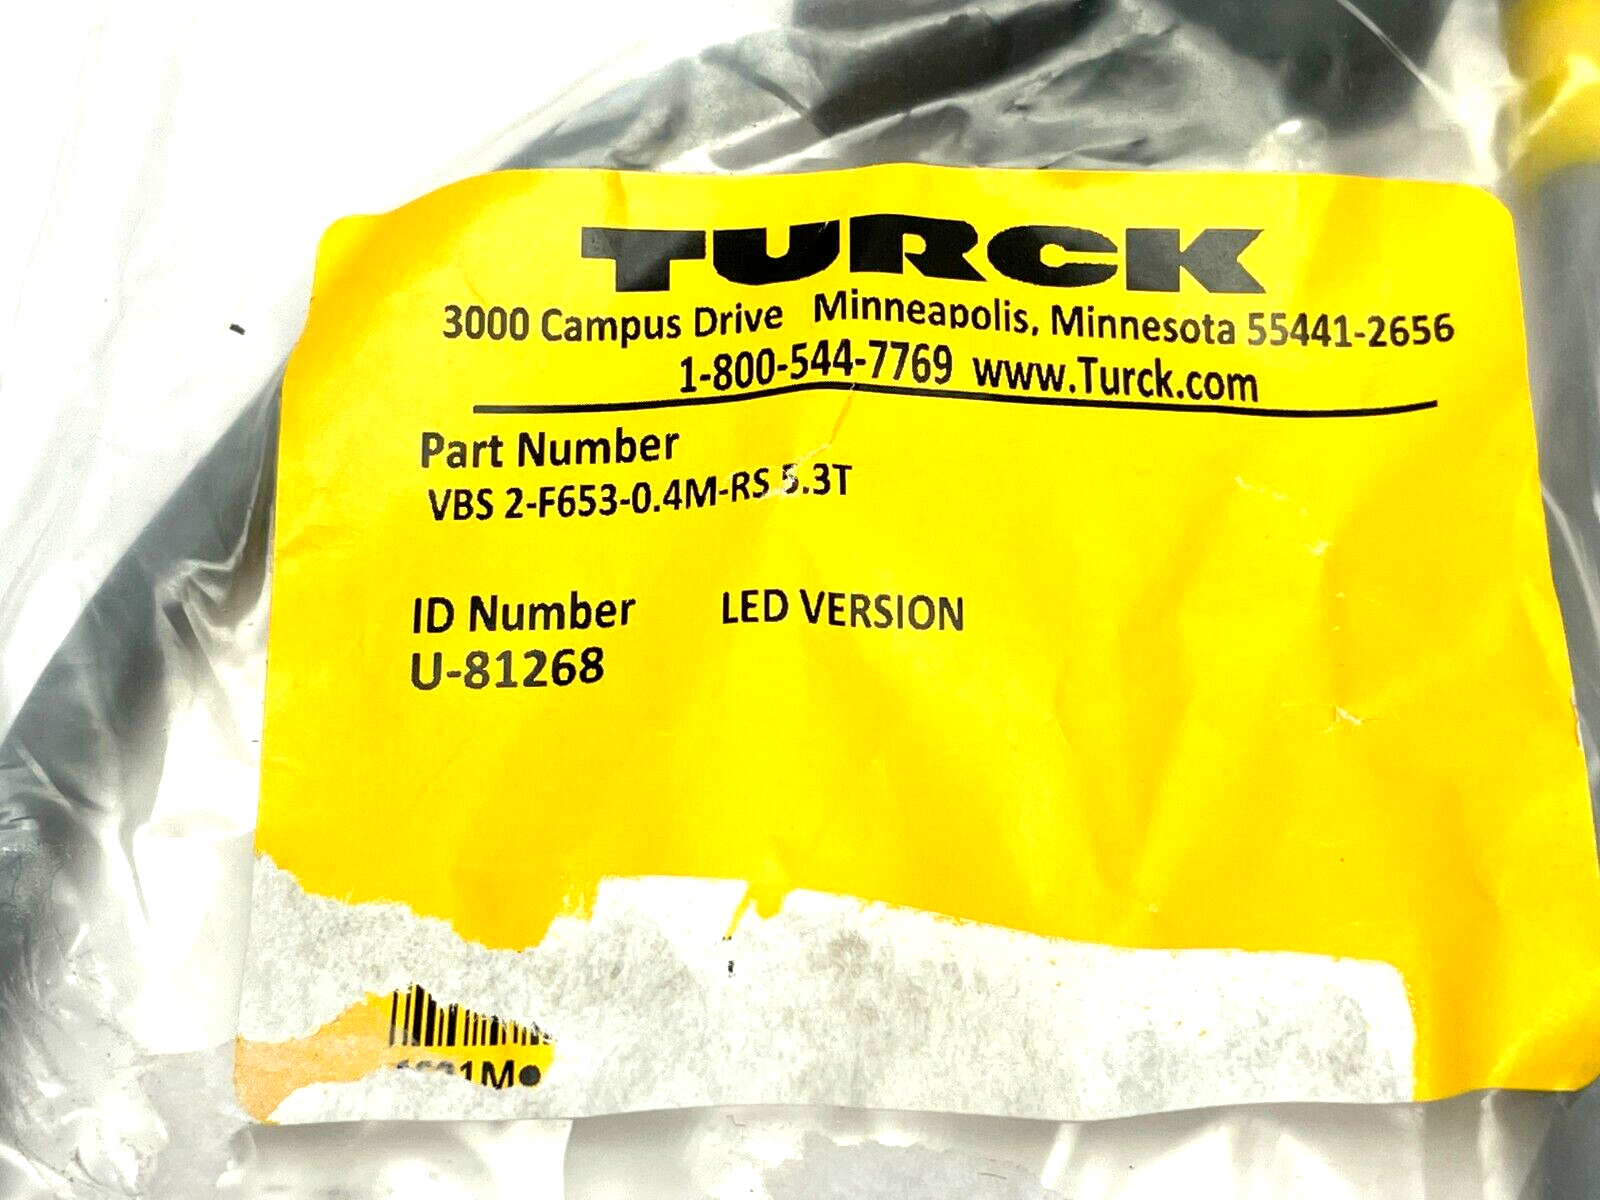 TURCK
3000 Campus Drive Minneapolis, Minnesota 55441-2656
1-800-544-7769 www.Turck.com
Part Number
VBS 2-F653-0.4M-RS 5.3T
ID Number LED VERSION
U-81268